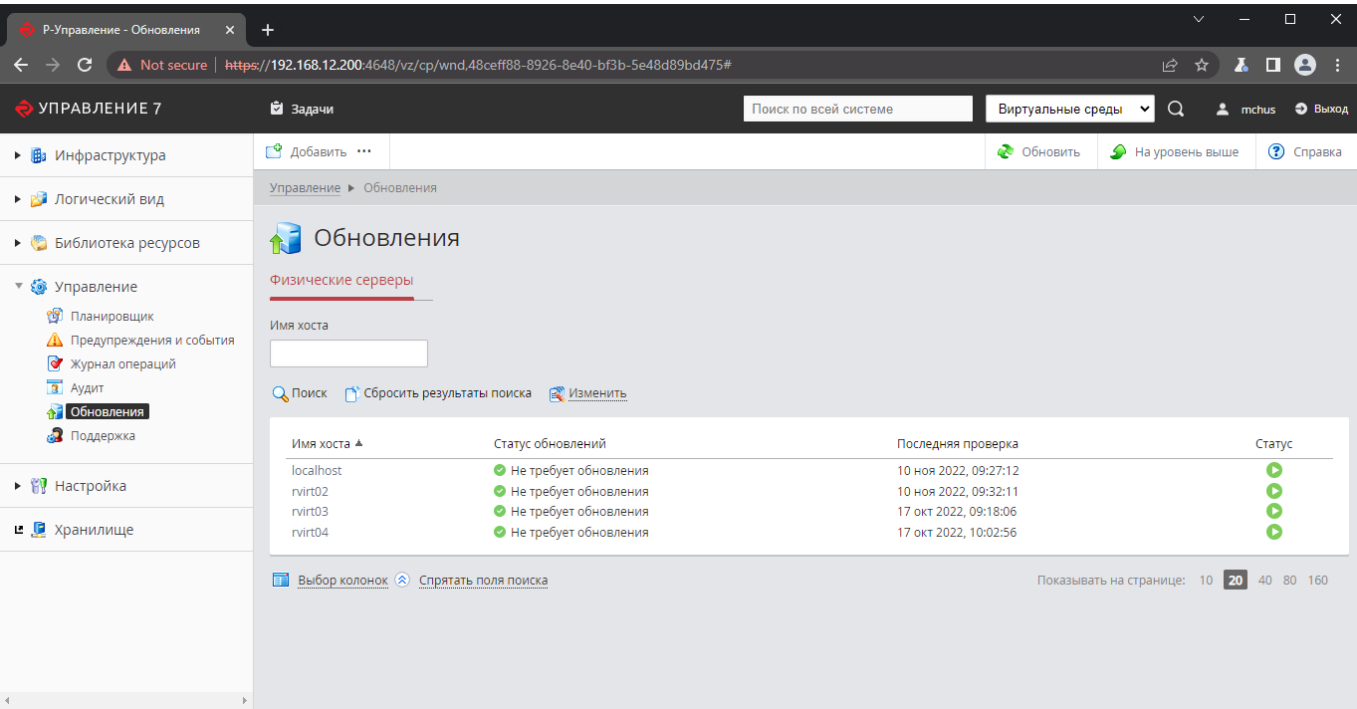 Р-Управление - Обновления
Not secure https://192.168.12.200:4648/vz/cp/wnd,48ceff88-8926-8e40-bf3b-5e48d89bd475#
УПРАВЛЕНИЕ 7 Задачи Поиск по всей системе Виртуальные среды mchus Выход
Инфраструктура
Логический вид
Библиотека ресурсов
Управление
Планировщик
Предупреждения и события
Журнал операций
Аудит
Обновления
Поддержка
Настройка
Хранилище
Добавить ••• Обновить На уровень выше Справка
Управление Обновления
Обновления
Физические серверы
Имя хоста
Поиск Сбросить результаты поиска Изменить
Имя хоста Статус обновлений Последняя проверка Статус
localhost Не требует обновления 10 ноя 2022, 09:27:12
rvirt02 Не требует обновления 10 ноя 2022, 09:32:11
rvirt03 Не требует обновления 17 окт 2022, 09:18:06
rvirt04 Не требует обновления 17 окт 2022, 10:02:56
Выбор колонок Спрятать поля поиска Показывать на странице: 10 20 40 80 160